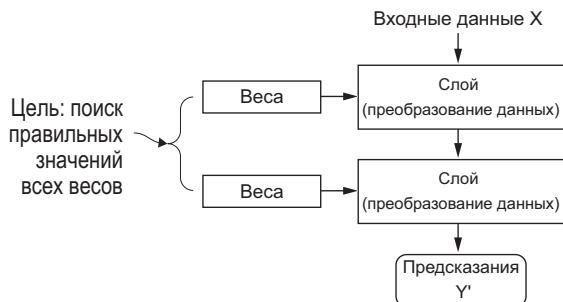 Входные данные X
Слой
(преобразование данных)
Веса
Цель: поиск
правильных
значений
всех весов
Слой
(преобразование данных)
Веса
Предсказания
Y'